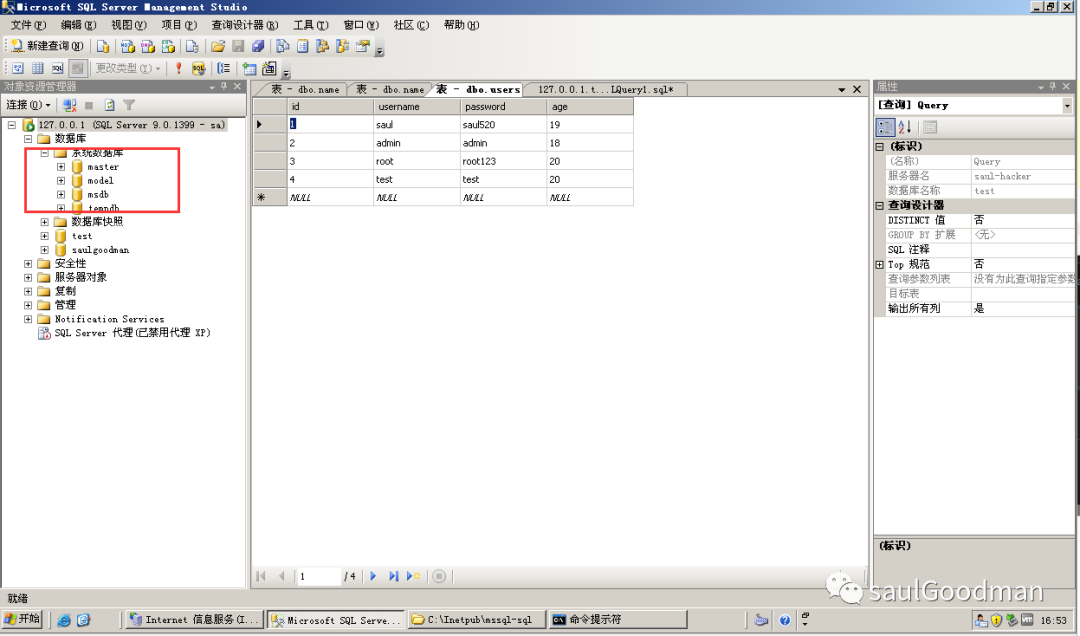 Microsoft SQL Server Management Studio
文件(F) 编辑(E) 视图(V) 项目(P) 查询设计器(R) 工具(T) 窗口(W) 社区(C) 帮助(H)
新建查询(N)
更改类型(I)
对象资源管理器
连接(O)
127.0.0.1 (SQL Server 9.0.1399 - sa)
数据库
系统数据库
master
model
msdb
tempdb
数据库快照
test
saulgoodman
安全性
服务器对象
复制
管理
Notification Services
SQL Server 代理(已禁用代理 XP)
表 - dbo.name 表 - dbo.name 表 - dbo.users 127.0.0.1.t...LQuery1.sql*
id username password age
1 saul saul520 19
2 admin admin 18
3 root root123 20
4 test test 20
NULL NULL NULL NULL
1 / 4
属性
[查询] Query
(标识)
(名称) Query
服务器名 saul-hacker
数据库名称 test
查询设计器
DISTINCT 值 否
GROUP BY 扩展 <无>
SQL 注释
Top 规范 否
查询参数列表 没有为此查询指定参数
目标表
输出所有列 是
(标识)
saulGoodman
就绪
开始 Internet 信息服务(I... Microsoft SQL Serve... C:\Inetpub\mssql-sql 命令提示符 16:53